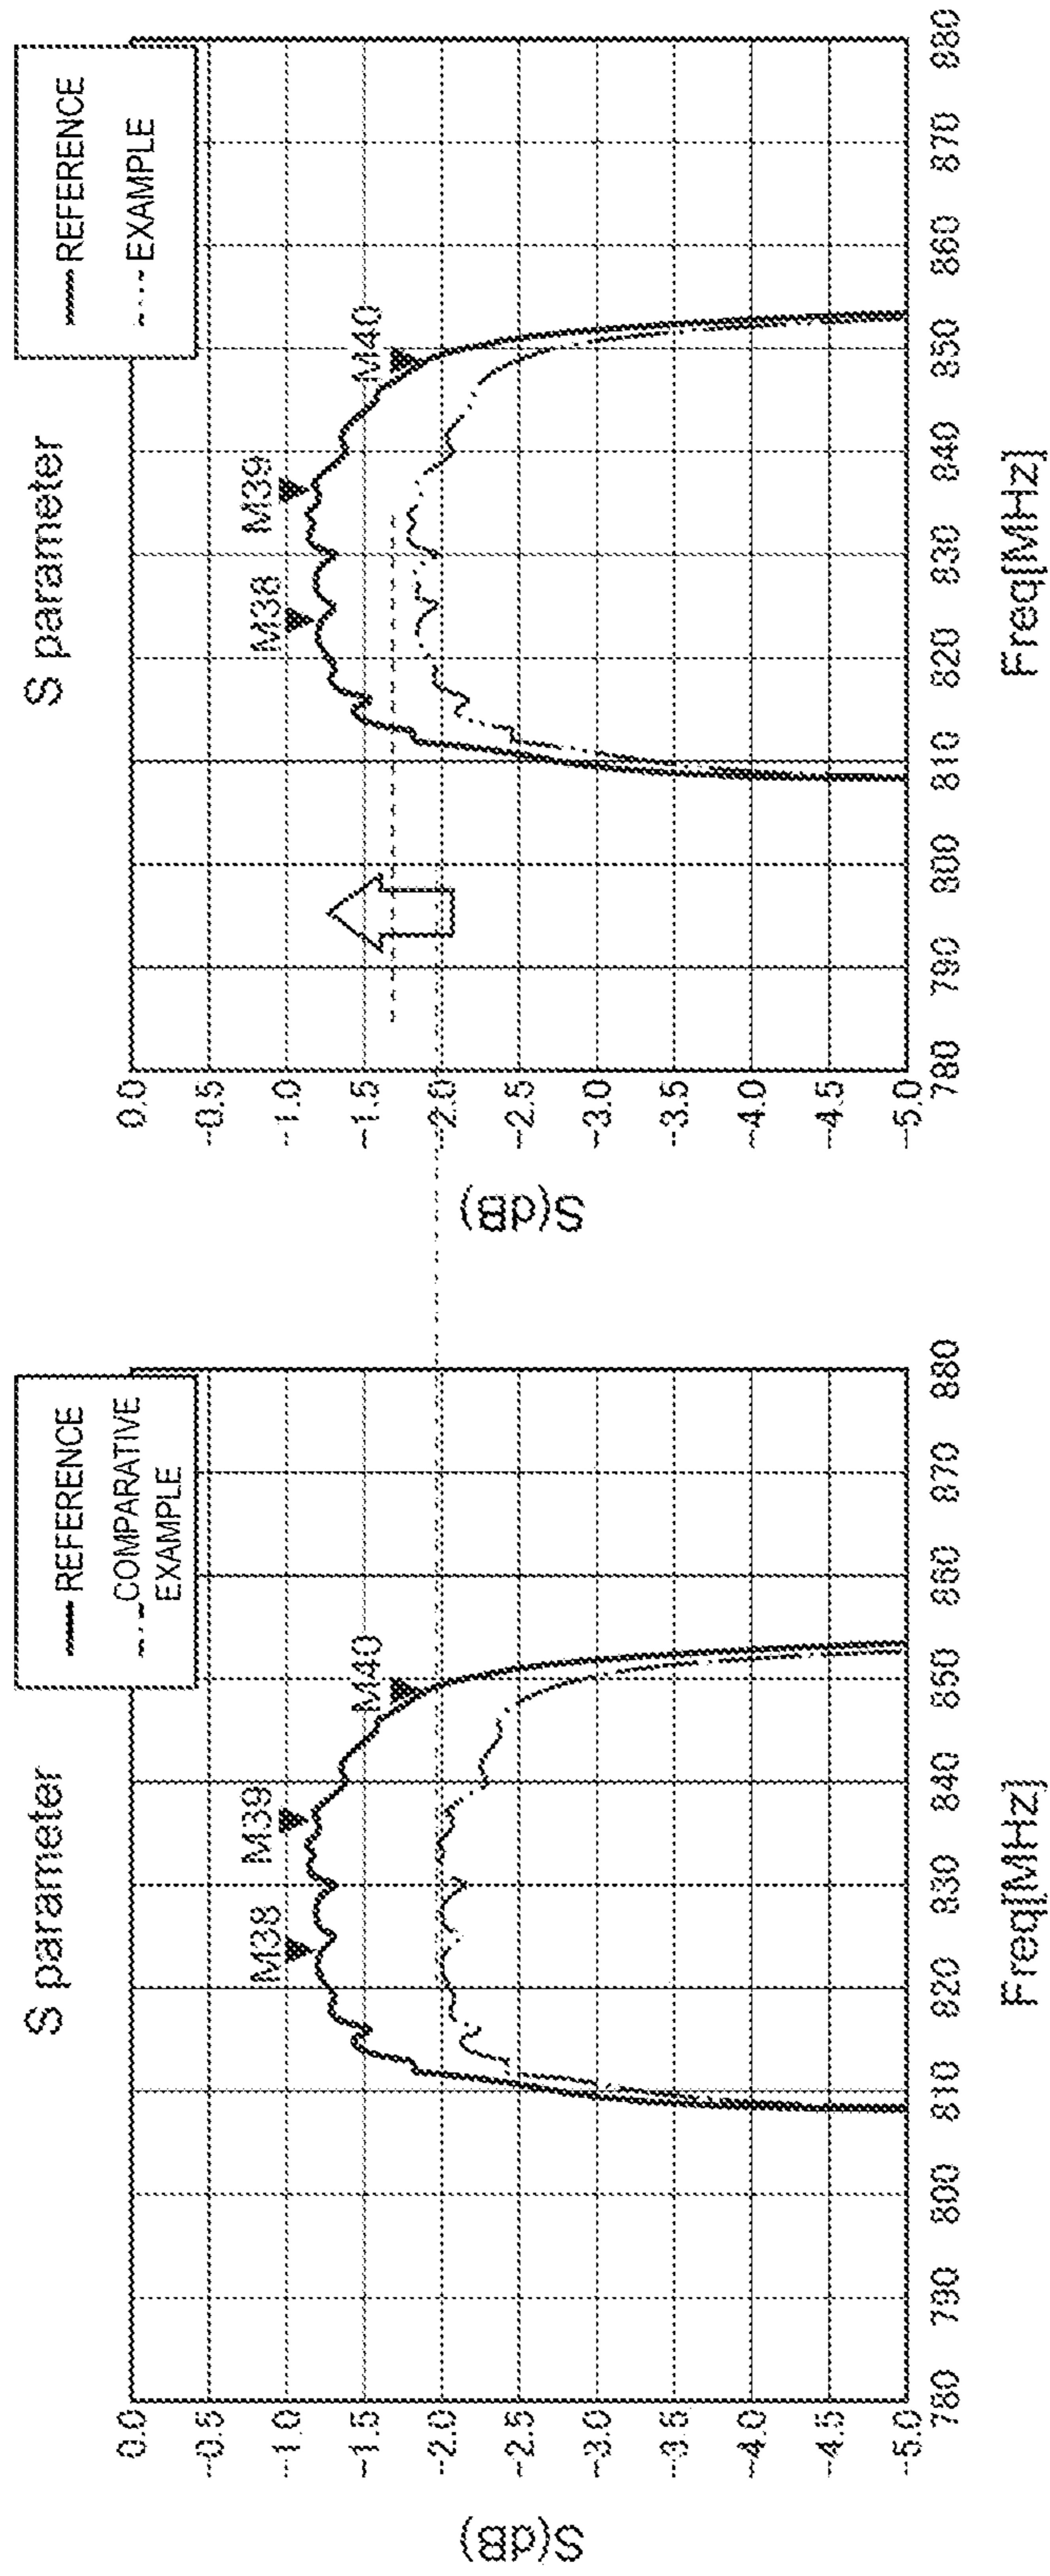 S parameter
REFERENCE
COMPARATIVE
EXAMPLE
M38
M39
M40
S(dB)
0.0
-0.5
-1.0
-1.5
-2.0
-2.5
-3.0
-3.5
-4.0
-4.5
-5.0
780 790 800 810 820 830 840 850 860 870 880
Freq[MHz]
S parameter
REFERENCE
EXAMPLE
M38
M39
M40
S(dB)
0.0
-0.5
-1.0
-1.5
-2.0
-2.5
-3.0
-3.5
-4.0
-4.5
-5.0
780 790 800 810 820 830 840 850 860 870 880
Freq[MHz]